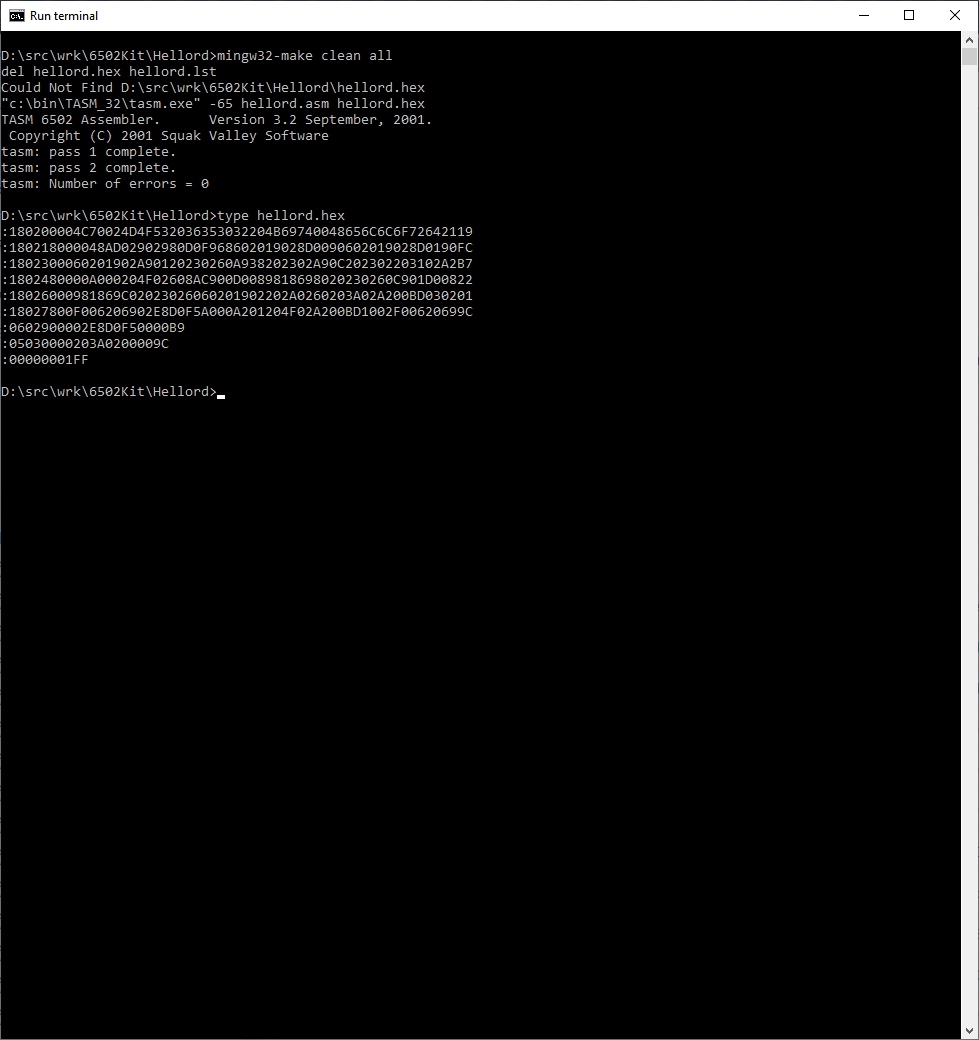 Run terminal
D:\src\wrk\6502Kit\Hellord>mingw32-make clean all
del hellord.hex hellord.lst
Could Not Find D:\src\wrk\6502Kit\Hellord\hellord.hex
"c:\bin\TASM_32\tasm.exe" -65 hellord.asm hellord.hex
TASM 6502 Assembler.      Version 3.2 September, 2001.
 Copyright (C) 2001 Squak Valley Software
tasm: pass 1 complete.
tasm: pass 2 complete.
tasm: Number of errors = 0
D:\src\wrk\6502Kit\Hellord>type hellord.hex
:180200004C70024D4F532036353032204B69740048656C6C6F72642119
:180218000048AD02902980D0F968602019028D0090602019028D0190FC
:1802300060201902A90120230260A938202302A90C202302203102A2B7
:1802480000A000204F02608AC900D0089818698020230260C901D00822
:18026000981869C02023026060201902202A0260203A02A200BD030201
:18027800F006206902E8D0F5A000A201204F02A200BD1002F00620699C
:0602900002E8D0F50000B9
:05030000203A0200009C
:00000001FF
D:\src\wrk\6502Kit\Hellord>